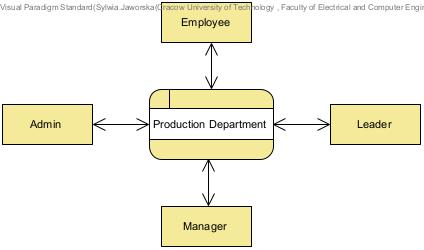 Visual Paradigm Standard(Sylwia.Jaworska(Cracow University of Technology , Faculty of Electrical and Computer Engin
Employee
Admin
Production Department
Leader
Manager